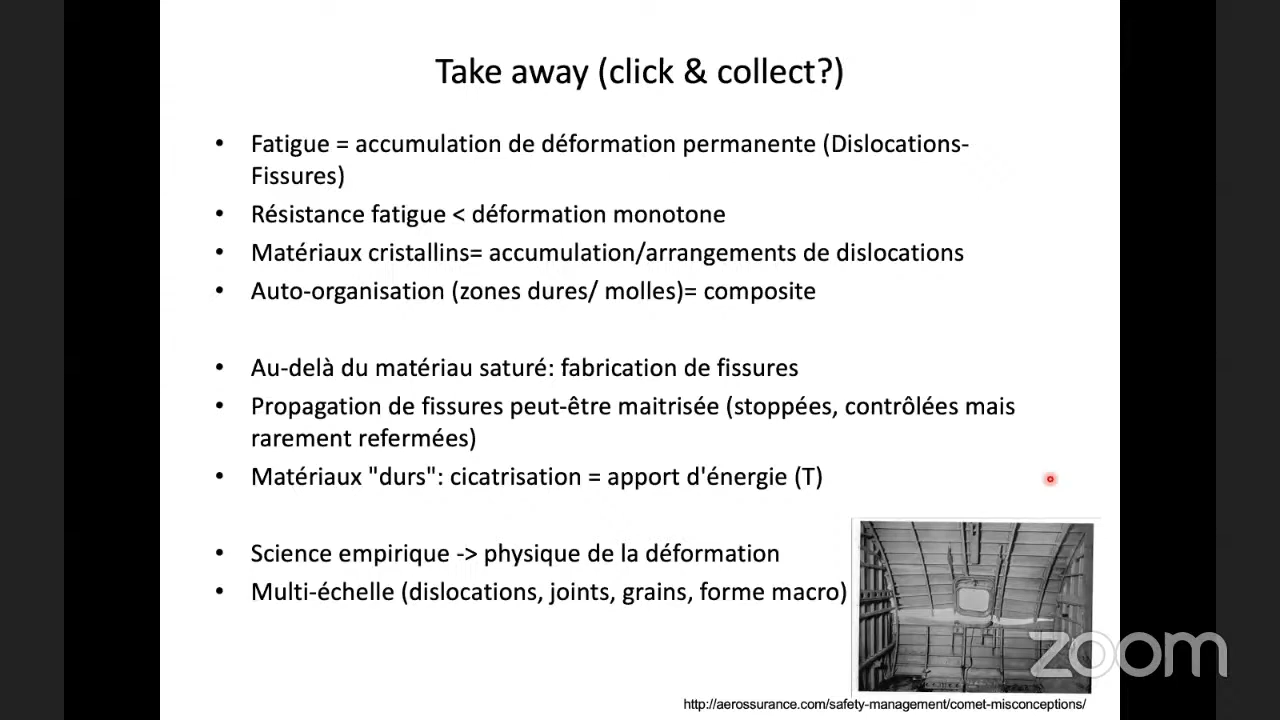 Take away (click & collect?)
• Fatigue = accumulation de déformation permanente (Dislocations-
Fissures)
• Résistance fatigue < déformation monotone
• Matériaux cristallins= accumulation/arrangements de dislocations
• Auto-organisation (zones dures/ molles)= composite
• Au-delà du matériau saturé: fabrication de fissures
• Propagation de fissures peut-être maitrisée (stoppées, contrôlées mais
rarement refermées)
• Matériaux "durs": cicatrisation = apport d'énergie (T)
• Science empirique -> physique de la déformation
• Multi-échelle (dislocations, joints, grains, forme macro)
zoom
http://aerossurance.com/safety-management/comet-misconceptions/